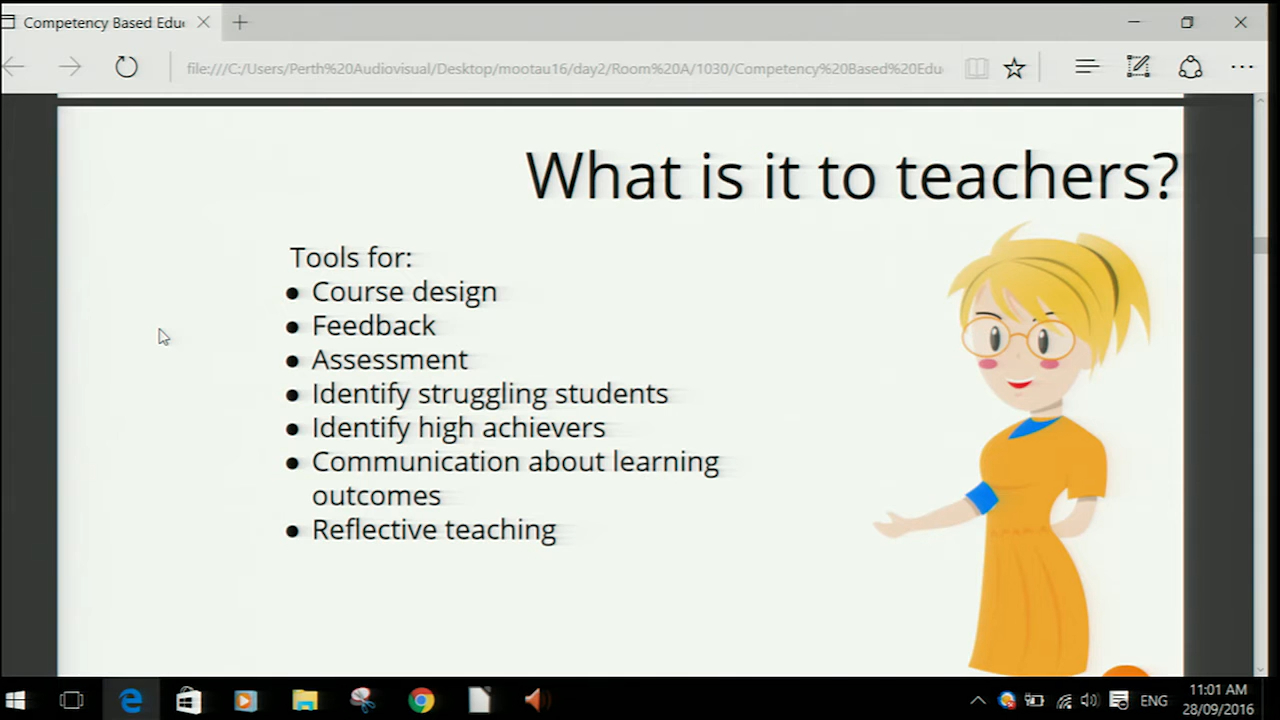 Competency Based Edu
file:///C:/Users/Perth%20Audiovisual/Desktop/mootau16/day2/Room%20A/1030/Competency%20Based%20Edu
What is it to teachers?
Tools for:
● Course design
● Feedback
● Assessment
● Identify struggling students
● Identify high achievers
● Communication about learning
outcomes
● Reflective teaching
ENG
11:01 AM
28/09/2016